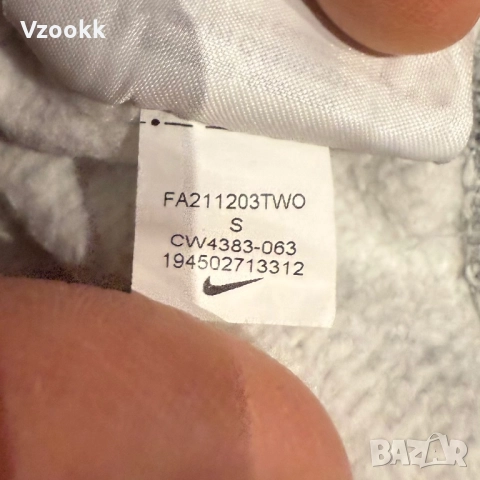 Vzookk
FA211203TWO
S
CW4383-063
194502713312
BAZAR